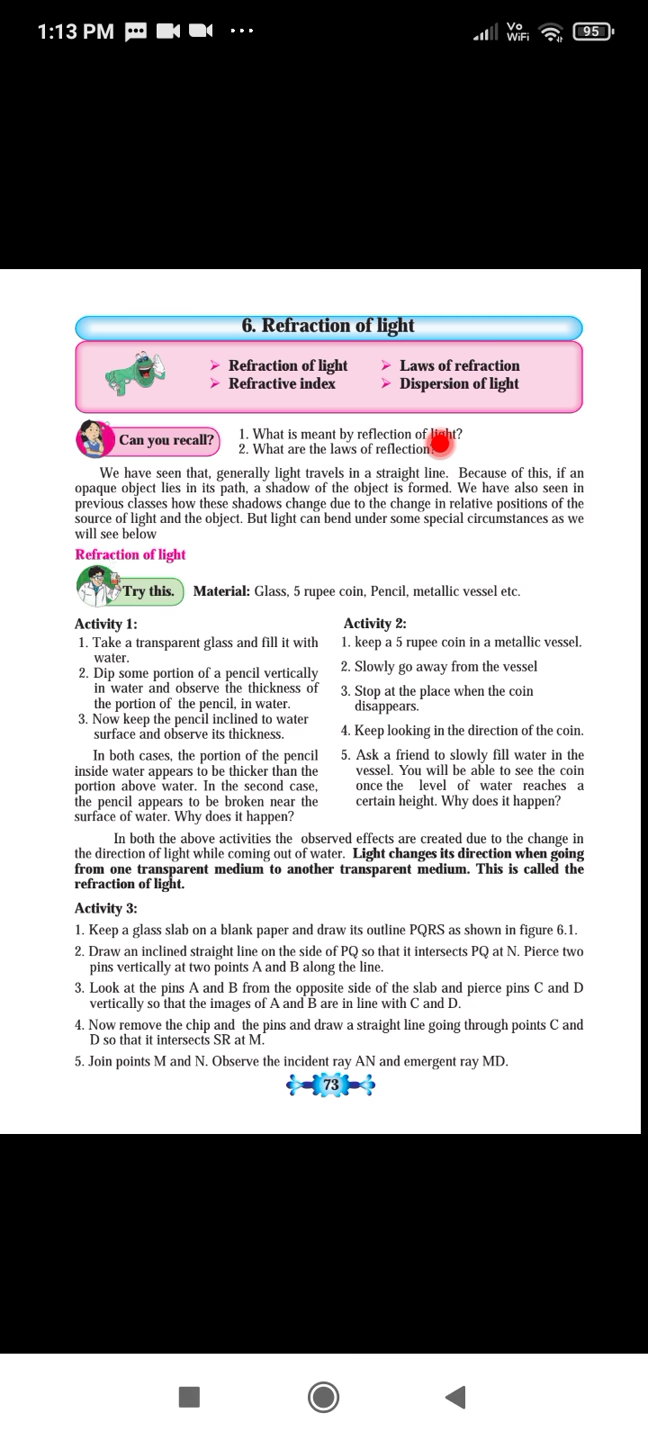 1:13 PM
Vo
WiFi
95
6. Refraction of light
Refraction of light
Laws of refraction
Refractive index
Dispersion of light
Can you recall?
1. What is meant by reflection of light?
2. What are the laws of reflection
We have seen that, generally light travels in a straight line. Because of this, if an
opaque object lies in its path, a shadow of the object is formed. We have also seen in
previous classes how these shadows change due to the change in relative positions of the
source of light and the object. But light can bend under some special circumstances as we
will see below
Refraction of light
Try this.
Material: Glass, 5 rupee coin, Pencil, metallic vessel etc.
Activity 1:
1. Take a transparent glass and fill it with
water.
2. Dip some portion of a pencil vertically
in water and observe the thickness of
the portion of the pencil, in water.
3. Now keep the pencil inclined to water
surface and observe its thickness.
In both cases, the portion of the pencil
inside water appears to be thicker than the
portion above water. In the second case,
the pencil appears to be broken near the
surface of water. Why does it happen?
Activity 2:
1. keep a 5 rupee coin in a metallic vessel.
2. Slowly go away from the vessel
3. Stop at the place when the coin
disappears.
4. Keep looking in the direction of the coin.
5. Ask a friend to slowly fill water in the
vessel. You will be able to see the coin
once the level of water reaches a
certain height. Why does it happen?
In both the above activities the observed effects are created due to the change in
the direction of light while coming out of water. Light changes its direction when going
from one transparent medium to another transparent medium. This is called the
refraction of light.
Activity 3:
1. Keep a glass slab on a blank paper and draw its outline PQRS as shown in figure 6.1.
2. Draw an inclined straight line on the side of PQ so that it intersects PQ at N. Pierce two
pins vertically at two points A and B along the line.
3. Look at the pins A and B from the opposite side of the slab and pierce pins C and D
vertically so that the images of A and B are in line with C and D.
4. Now remove the chip and the pins and draw a straight line going through points C and
D so that it intersects SR at M.
5. Join points M and N. Observe the incident ray AN and emergent ray MD.
73